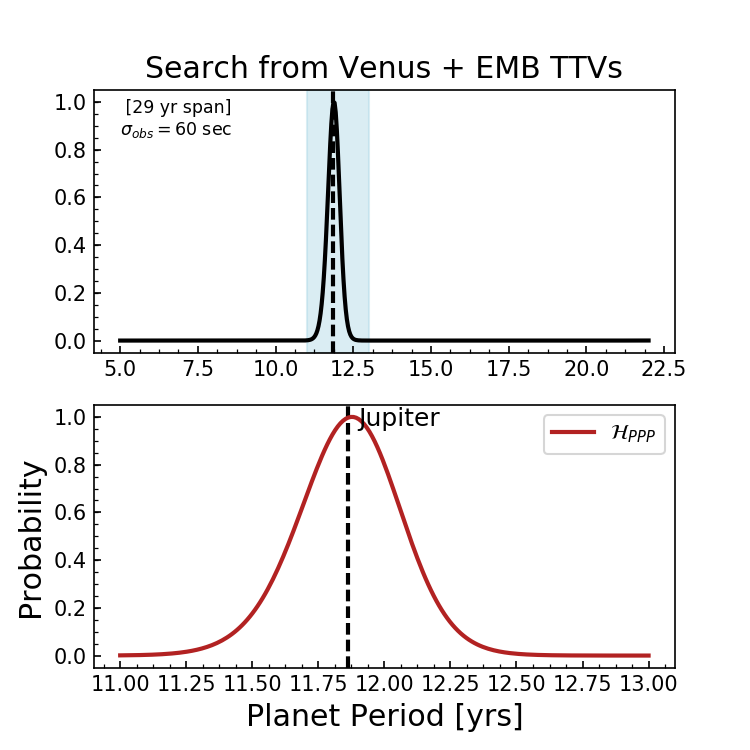 Search from Venus + EMB TTVs
[29 yr span]
σ_obs = 60 sec
1.0
0.8
0.6
0.4
0.2
0.0
5.0 7.5 10.0 12.5 15.0 17.5 20.0 22.5
Jupiter
ℋ_PPP
Probability
1.0
0.8
0.6
0.4
0.2
0.0
11.00 11.25 11.50 11.75 12.00 12.25 12.50 12.75 13.00
Planet Period [yrs]